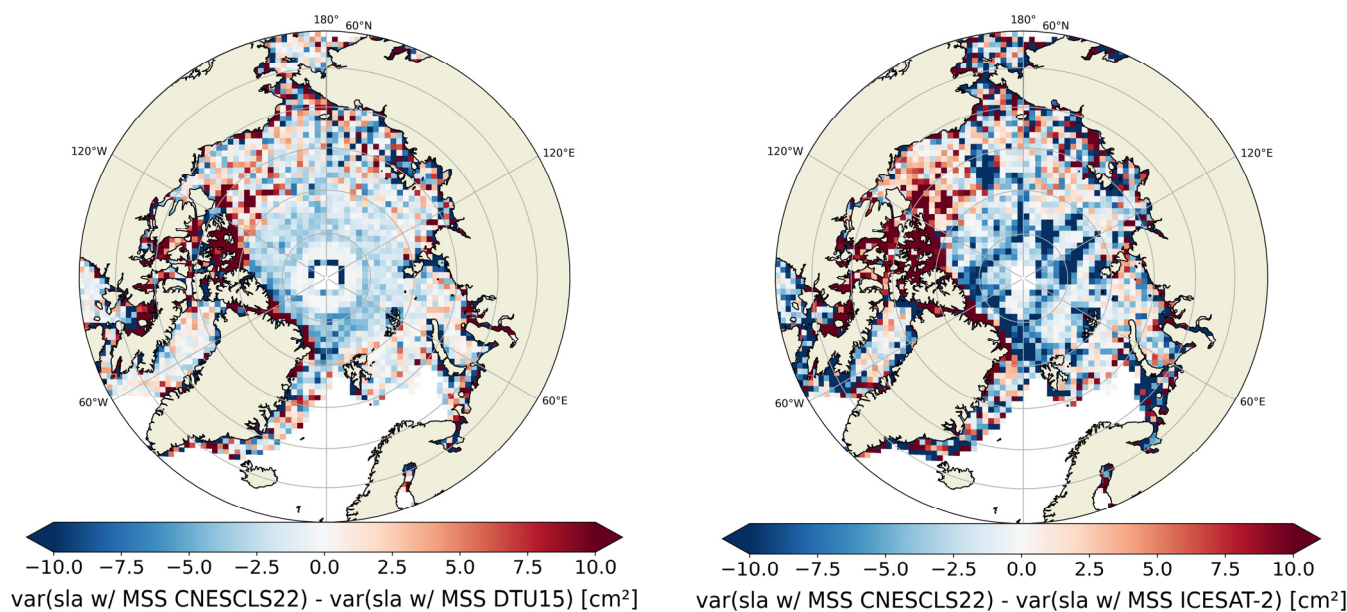 180° 60°N
120°W 120°E
60°W 60°E
−10.0 −7.5 −5.0 −2.5 0.0 2.5 5.0 7.5 10.0
var(sla w/ MSS CNESCLS22) - var(sla w/ MSS DTU15) [cm²]
180° 60°N
120°W 120°E
60°W 60°E
−10.0 −7.5 −5.0 −2.5 0.0 2.5 5.0 7.5 10.0
var(sla w/ MSS CNESCLS22) - var(sla w/ MSS ICESAT-2) [cm²]